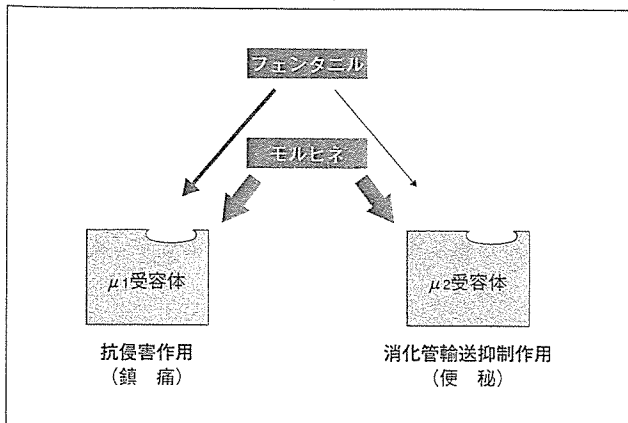 フェンタニル
モルヒネ
μ1受容体
μ2受容体
抗侵害作用
（鎮　痛）
消化管輸送抑制作用
（便　秘）